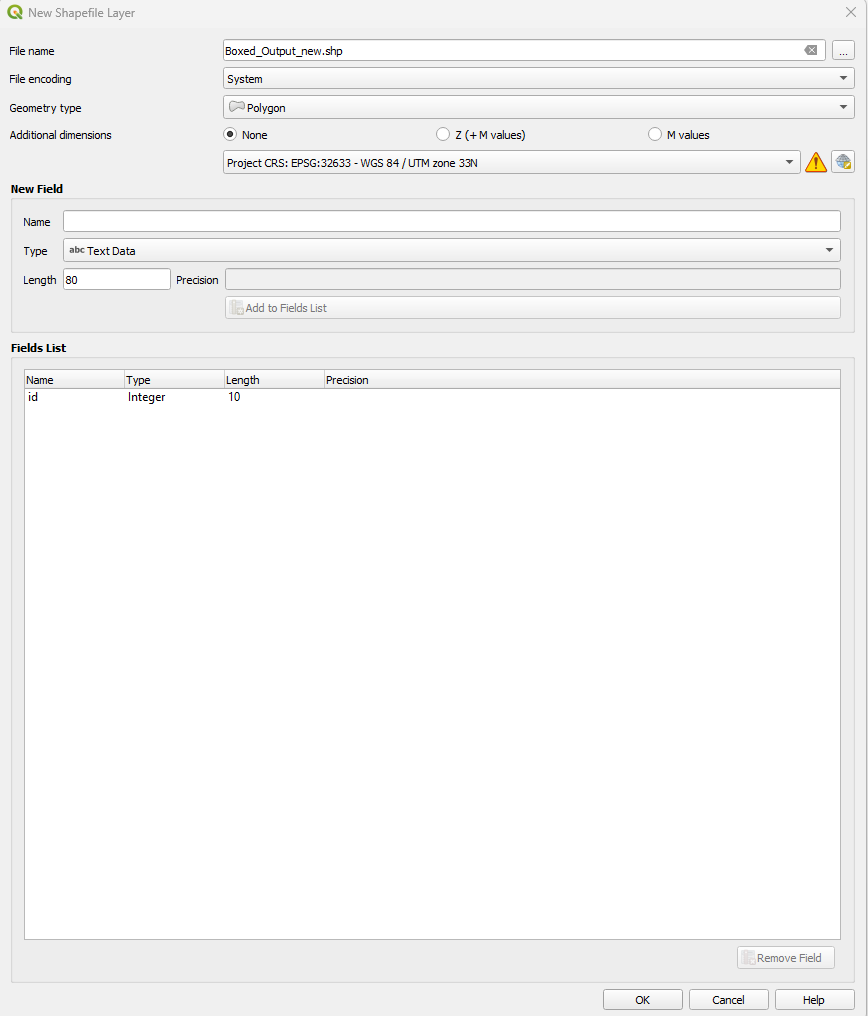 New Shapefile Layer
File name Boxed_Output_new.shp ...
File encoding System
Geometry type Polygon
Additional dimensions None Z (+ M values) M values
Project CRS: EPSG:32633 - WGS 84 / UTM zone 33N
New Field
Name
Type abc Text Data
Length 80 Precision
Add to Fields List
Fields List
Name Type Length Precision
id Integer 10
Remove Field
OK Cancel Help